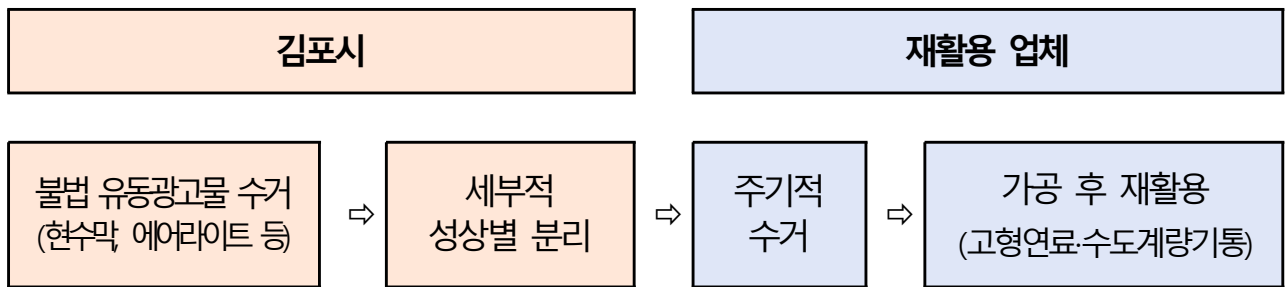 김포시
재활용 업체
불법 유동광고물 수거
(현수막, 에어라이트 등)
⇨
세부적
성상별 분리
⇨
주기적
수거
⇨
가공 후 재활용
(고형연료·수도계량기통)